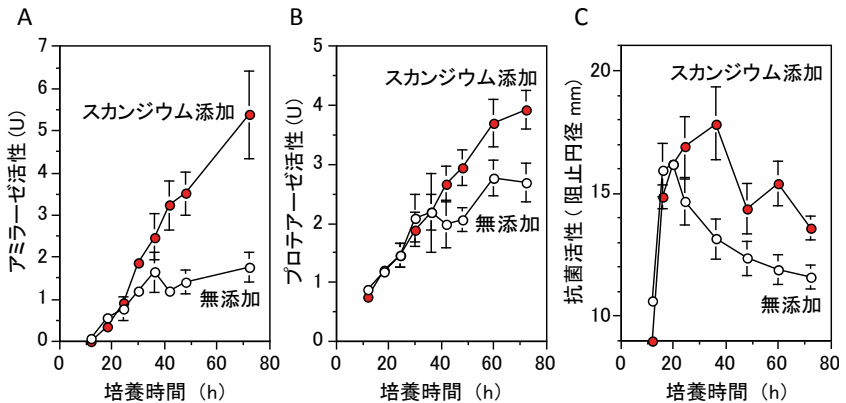 A
アミラーゼ活性(U)
7
6
5
4
3
2
1
0
スカンジウム添加
無添加
0 20 40 60 80
培養時間 (h)
B
プロテアーゼ活性(U)
5
4
3
2
1
0
スカンジウム添加
無添加
0 20 40 60 80
培養時間 (h)
C
抗菌活性( 阻止円径 mm)
20
15
10
スカンジウム添加
無添加
0 20 40 60 80
培養時間 (h)